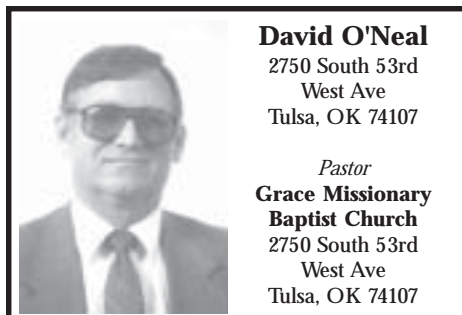 David O'Neal
2750 South 53rd
West Ave
Tulsa, OK 74107
Pastor
Grace Missionary
Baptist Church
2750 South 53rd
West Ave
Tulsa, OK 74107